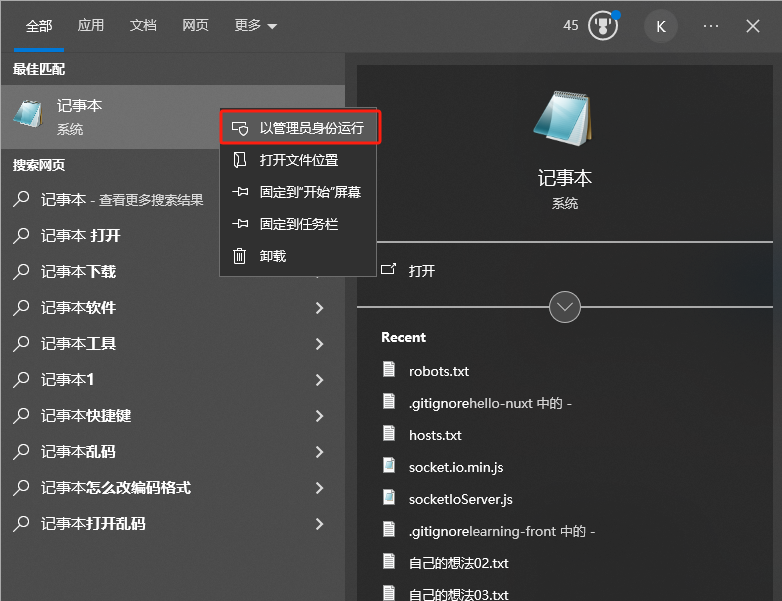 全部 应用 文档 网页 更多 45 K ...
最佳匹配
记事本
系统
以管理员身份运行
打开文件位置
固定到“开始”屏幕
固定到任务栏
卸载
搜索网页
记事本 - 查看更多搜索结果
记事本 打开
记事本下载
记事本软件
记事本工具
记事本1
记事本快捷键
记事本乱码
记事本怎么改编码格式
记事本打开乱码
记事本
系统
打开
Recent
robots.txt
.gitignorehello-nuxt 中的 -
hosts.txt
socket.io.min.js
socketIoServer.js
.gitignorelearning-front 中的 -
自己的想法02.txt
自己的想法03.txt